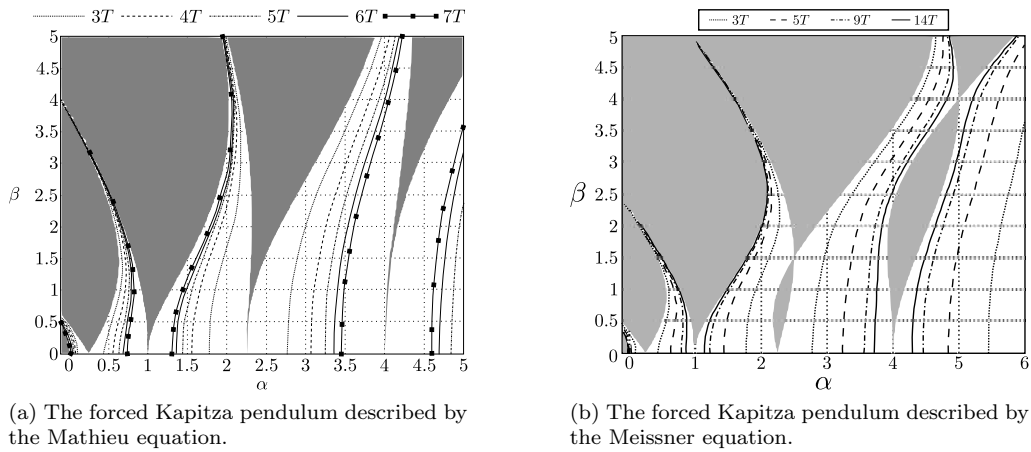 3T 4T 5T 6T 7T
5
4.5
4
3.5
3
2.5
2
1.5
1
0.5
0
β
0 0.5 1 1.5 2 2.5 3 3.5 4 4.5 5
α
(a) The forced Kapitza pendulum described by
the Mathieu equation.
3T 5T 9T 14T
5
4.5
4
3.5
3
2.5
2
1.5
1
0.5
0
β
0 1 2 3 4 5 6
α
(b) The forced Kapitza pendulum described by
the Meissner equation.